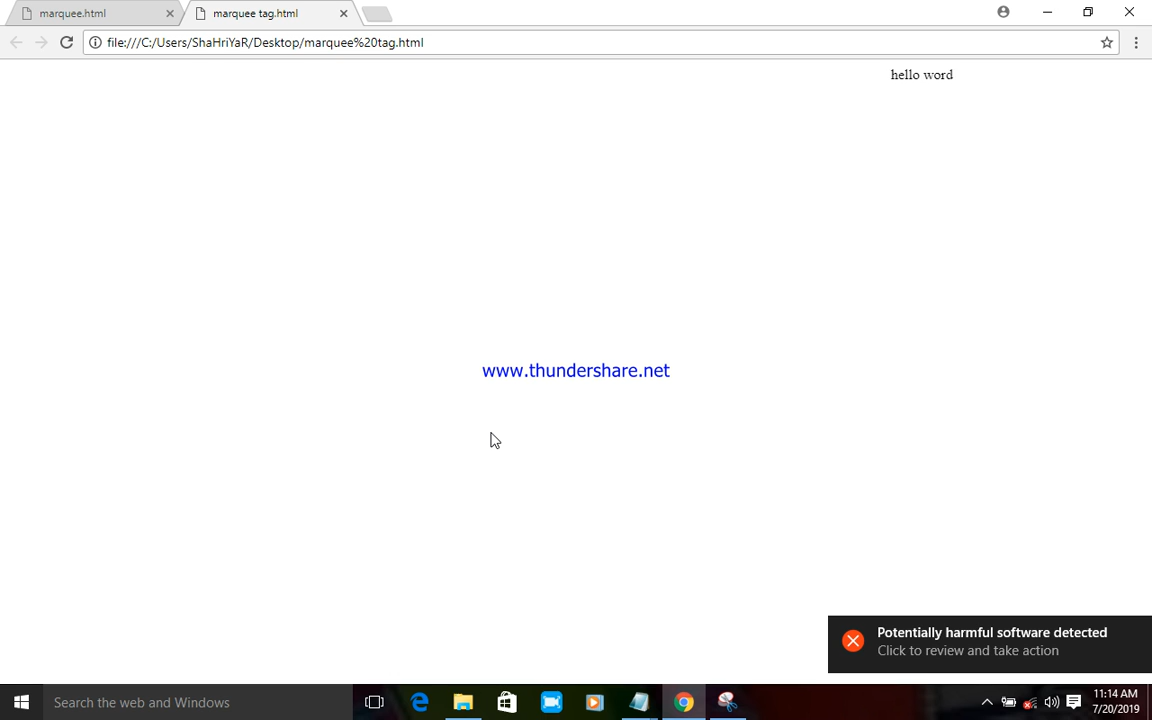 marquee.html
marquee tag.html
file:///C:/Users/ShaHriYaR/Desktop/marquee%20tag.html
hello word
www.thundershare.net
Potentially harmful software detected
Click to review and take action
Search the web and Windows
11:14 AM
7/20/2019